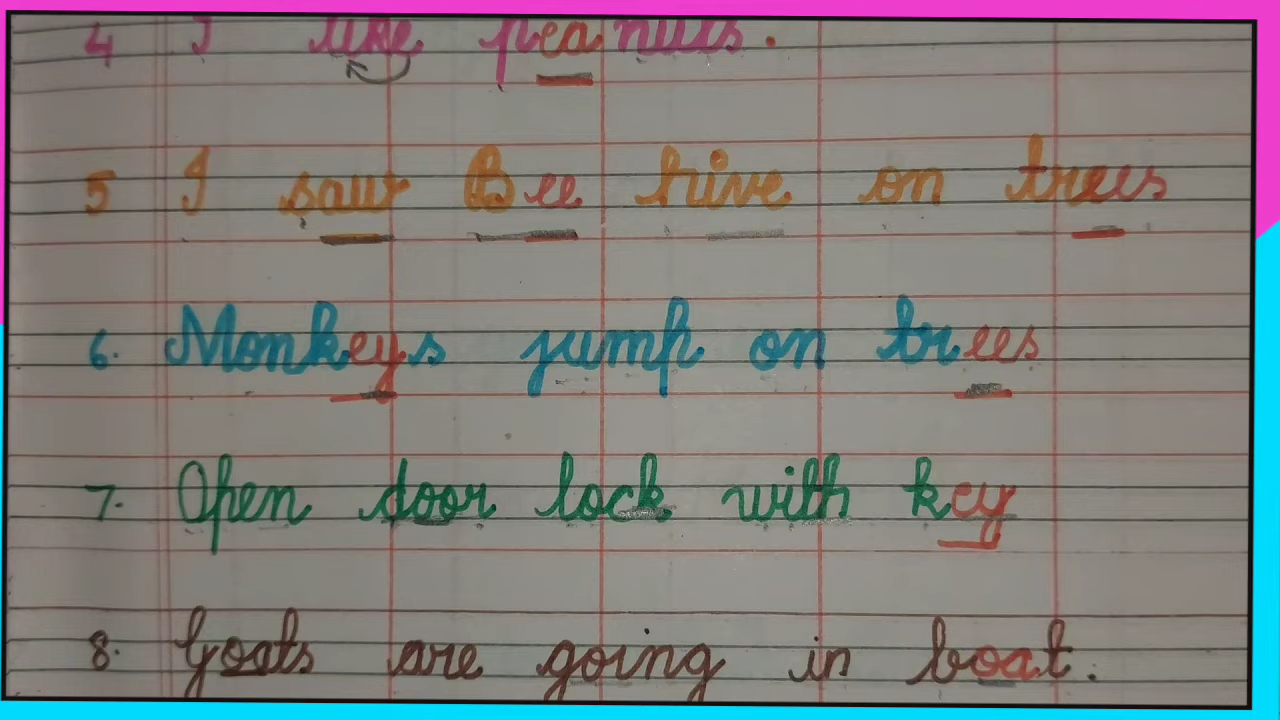 4 I like peanuts.
5 I saw Bee hive on trees
6. Monkeys jump on trees
7. Open door lock with key
8. Goats are going in boat.